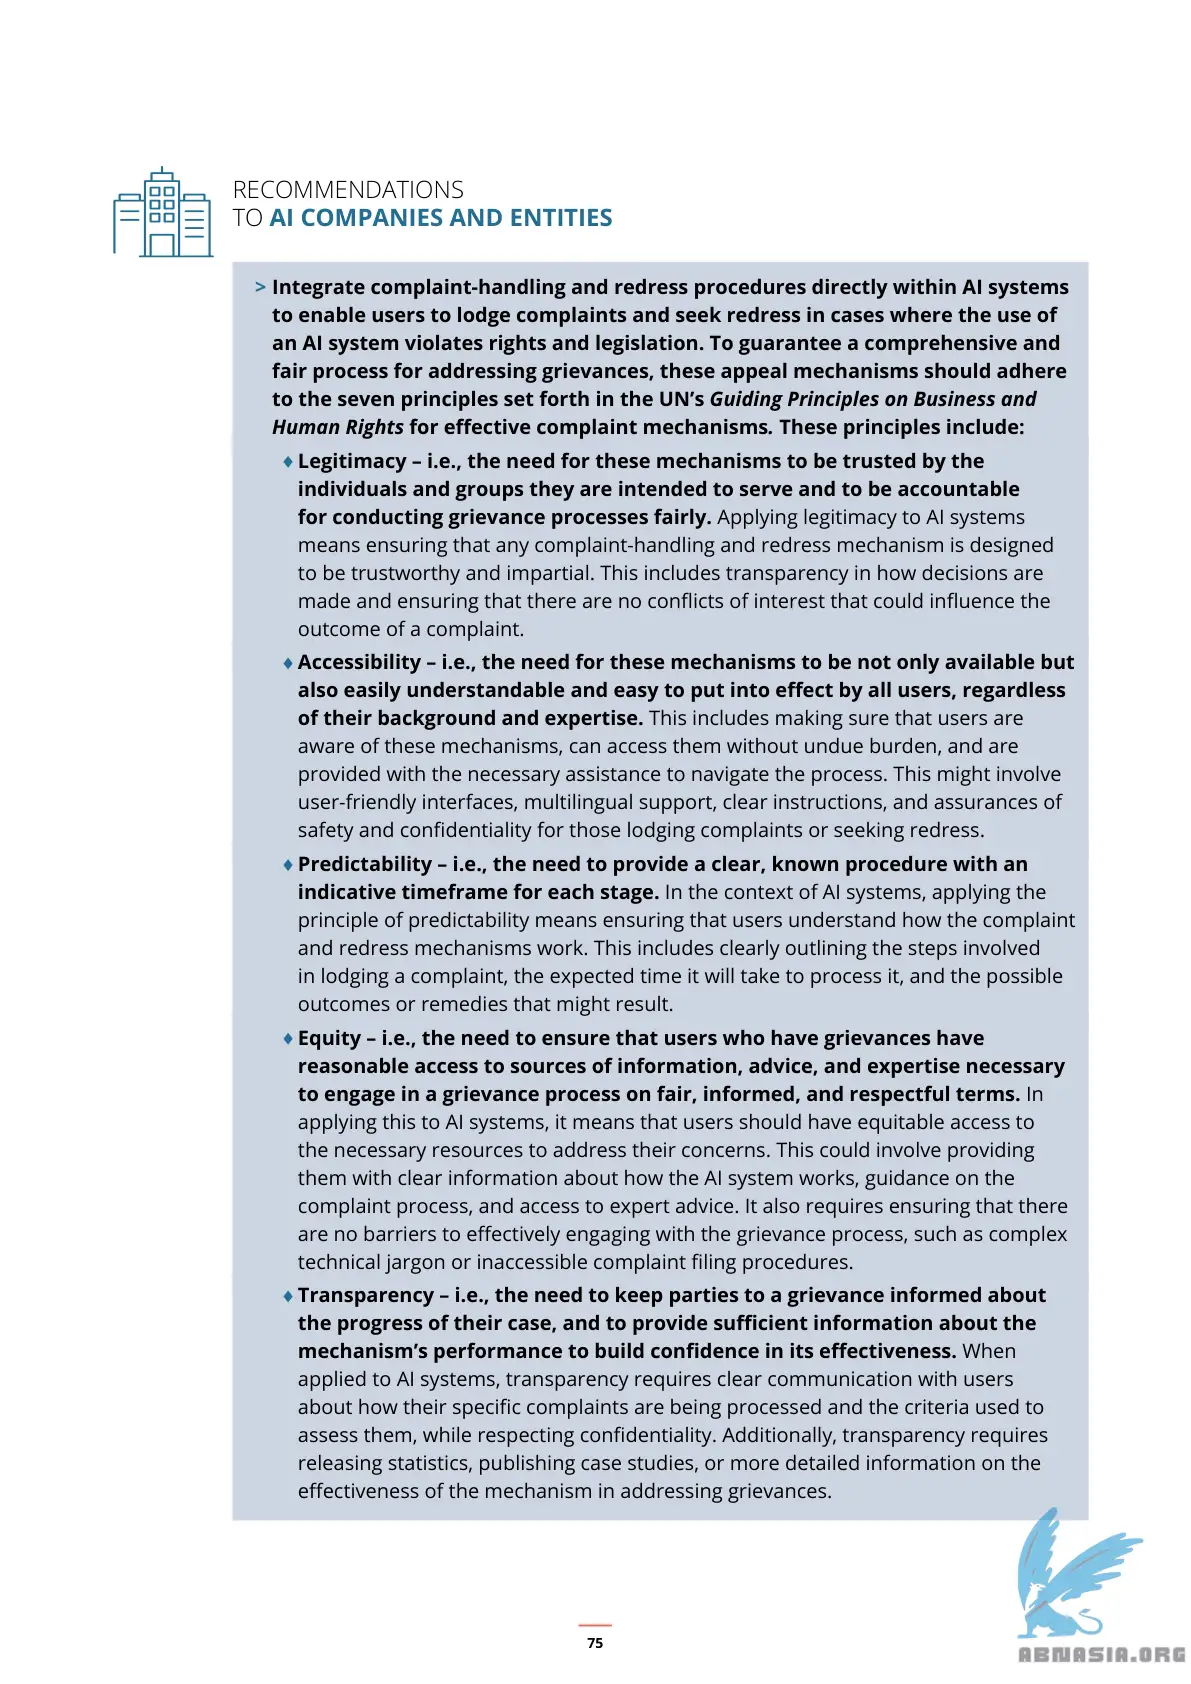 RECOMMENDATIONS
TO AI COMPANIES AND ENTITIES
> Integrate complaint-handling and redress procedures directly within AI systems
to enable users to lodge complaints and seek redress in cases where the use of
an AI system violates rights and legislation. To guarantee a comprehensive and
fair process for addressing grievances, these appeal mechanisms should adhere
to the seven principles set forth in the UN’s Guiding Principles on Business and
Human Rights for effective complaint mechanisms. These principles include:
♦ Legitimacy – i.e., the need for these mechanisms to be trusted by the
individuals and groups they are intended to serve and to be accountable
for conducting grievance processes fairly. Applying legitimacy to AI systems
means ensuring that any complaint-handling and redress mechanism is designed
to be trustworthy and impartial. This includes transparency in how decisions are
made and ensuring that there are no conflicts of interest that could influence the
outcome of a complaint.
♦ Accessibility – i.e., the need for these mechanisms to be not only available but
also easily understandable and easy to put into effect by all users, regardless
of their background and expertise. This includes making sure that users are
aware of these mechanisms, can access them without undue burden, and are
provided with the necessary assistance to navigate the process. This might involve
user-friendly interfaces, multilingual support, clear instructions, and assurances of
safety and confidentiality for those lodging complaints or seeking redress.
♦ Predictability – i.e., the need to provide a clear, known procedure with an
indicative timeframe for each stage. In the context of AI systems, applying the
principle of predictability means ensuring that users understand how the complaint
and redress mechanisms work. This includes clearly outlining the steps involved
in lodging a complaint, the expected time it will take to process it, and the possible
outcomes or remedies that might result.
♦ Equity – i.e., the need to ensure that users who have grievances have
reasonable access to sources of information, advice, and expertise necessary
to engage in a grievance process on fair, informed, and respectful terms. In
applying this to AI systems, it means that users should have equitable access to
the necessary resources to address their concerns. This could involve providing
them with clear information about how the AI system works, guidance on the
complaint process, and access to expert advice. It also requires ensuring that there
are no barriers to effectively engaging with the grievance process, such as complex
technical jargon or inaccessible complaint filing procedures.
♦ Transparency – i.e., the need to keep parties to a grievance informed about
the progress of their case, and to provide sufficient information about the
mechanism’s performance to build confidence in its effectiveness. When
applied to AI systems, transparency requires clear communication with users
about how their specific complaints are being processed and the criteria used to
assess them, while respecting confidentiality. Additionally, transparency requires
releasing statistics, publishing case studies, or more detailed information on the
effectiveness of the mechanism in addressing grievances.
75
ABNASIA.ORG